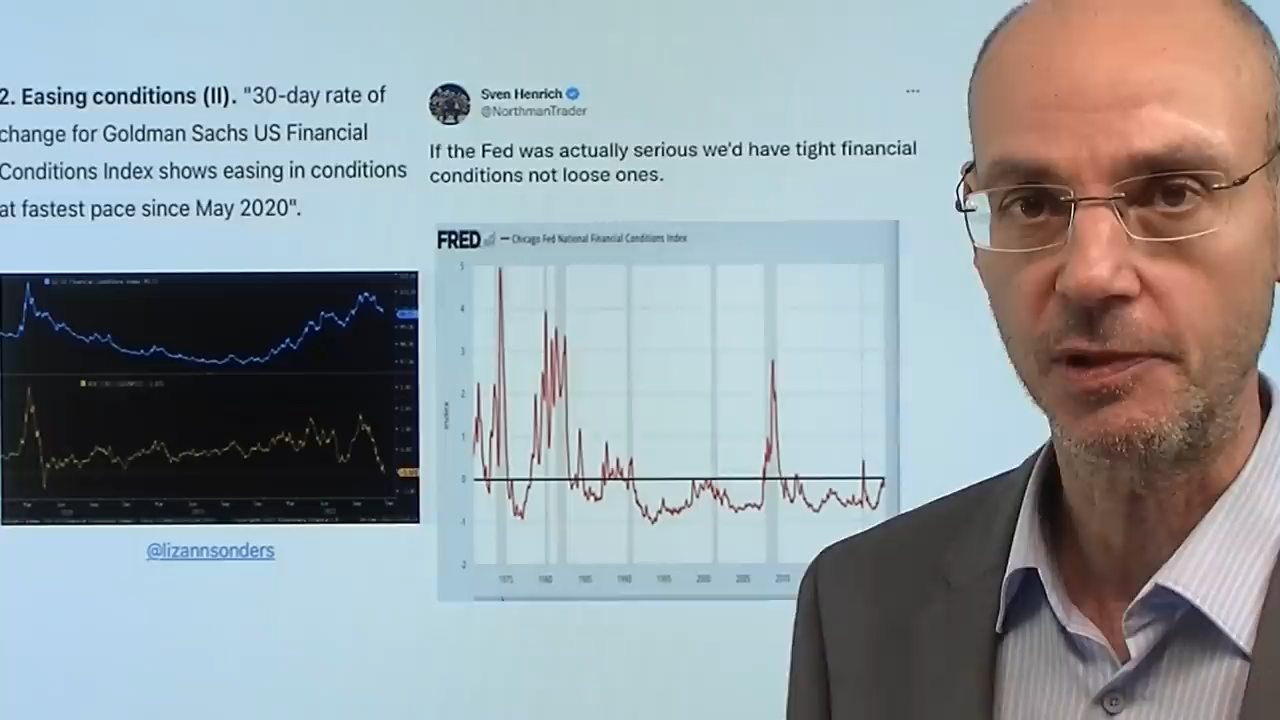 2. Easing conditions (II). "30-day rate of
change for Goldman Sachs US Financial
Conditions Index shows easing in conditions
at fastest pace since May 2020".
@lizannsonders
Sven Henrich
@NorthmanTrader
If the Fed was actually serious we'd have tight financial
conditions not loose ones.
FRED — Chicago Fed National Financial Conditions Index
5
4
3
2
1
0
Index
1975 1980 1985 1990 1995 2000 2005 2010